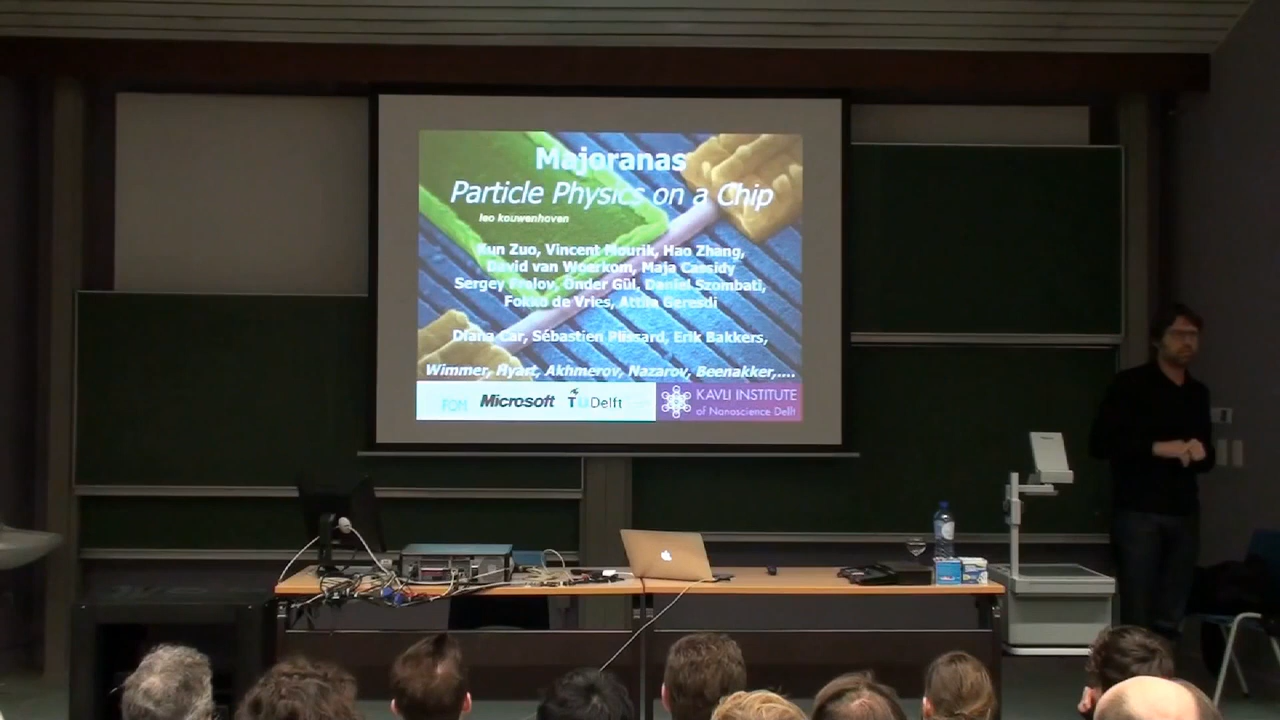 Majoranas
Particle Physics on a Chip
leo kouwenhoven
Kun Zuo, Vincent Mourik, Hao Zhang,
David van Woerkom, Maja Cassidy
Sergey Frolov, Önder Gül, Daniel Szombati,
Fokko de Vries, Attila Geresdi
Diana Car, Sébastien Plissard, Erik Bakkers,
Wimmer, Hyart, Akhmerov, Nazarov, Beenakker,....
FOM Microsoft TUDelft
KAVLI INSTITUTE
of Nanoscience Delft